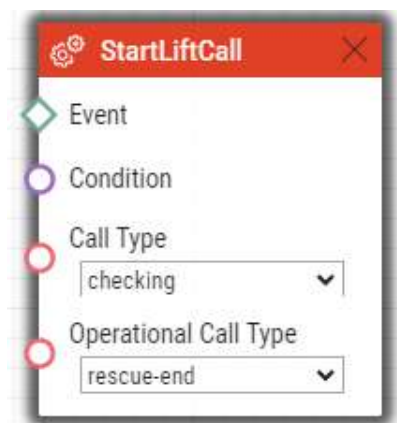 StartLiftCall
Event
Condition
Call Type
checking
Operational Call Type
rescue-end